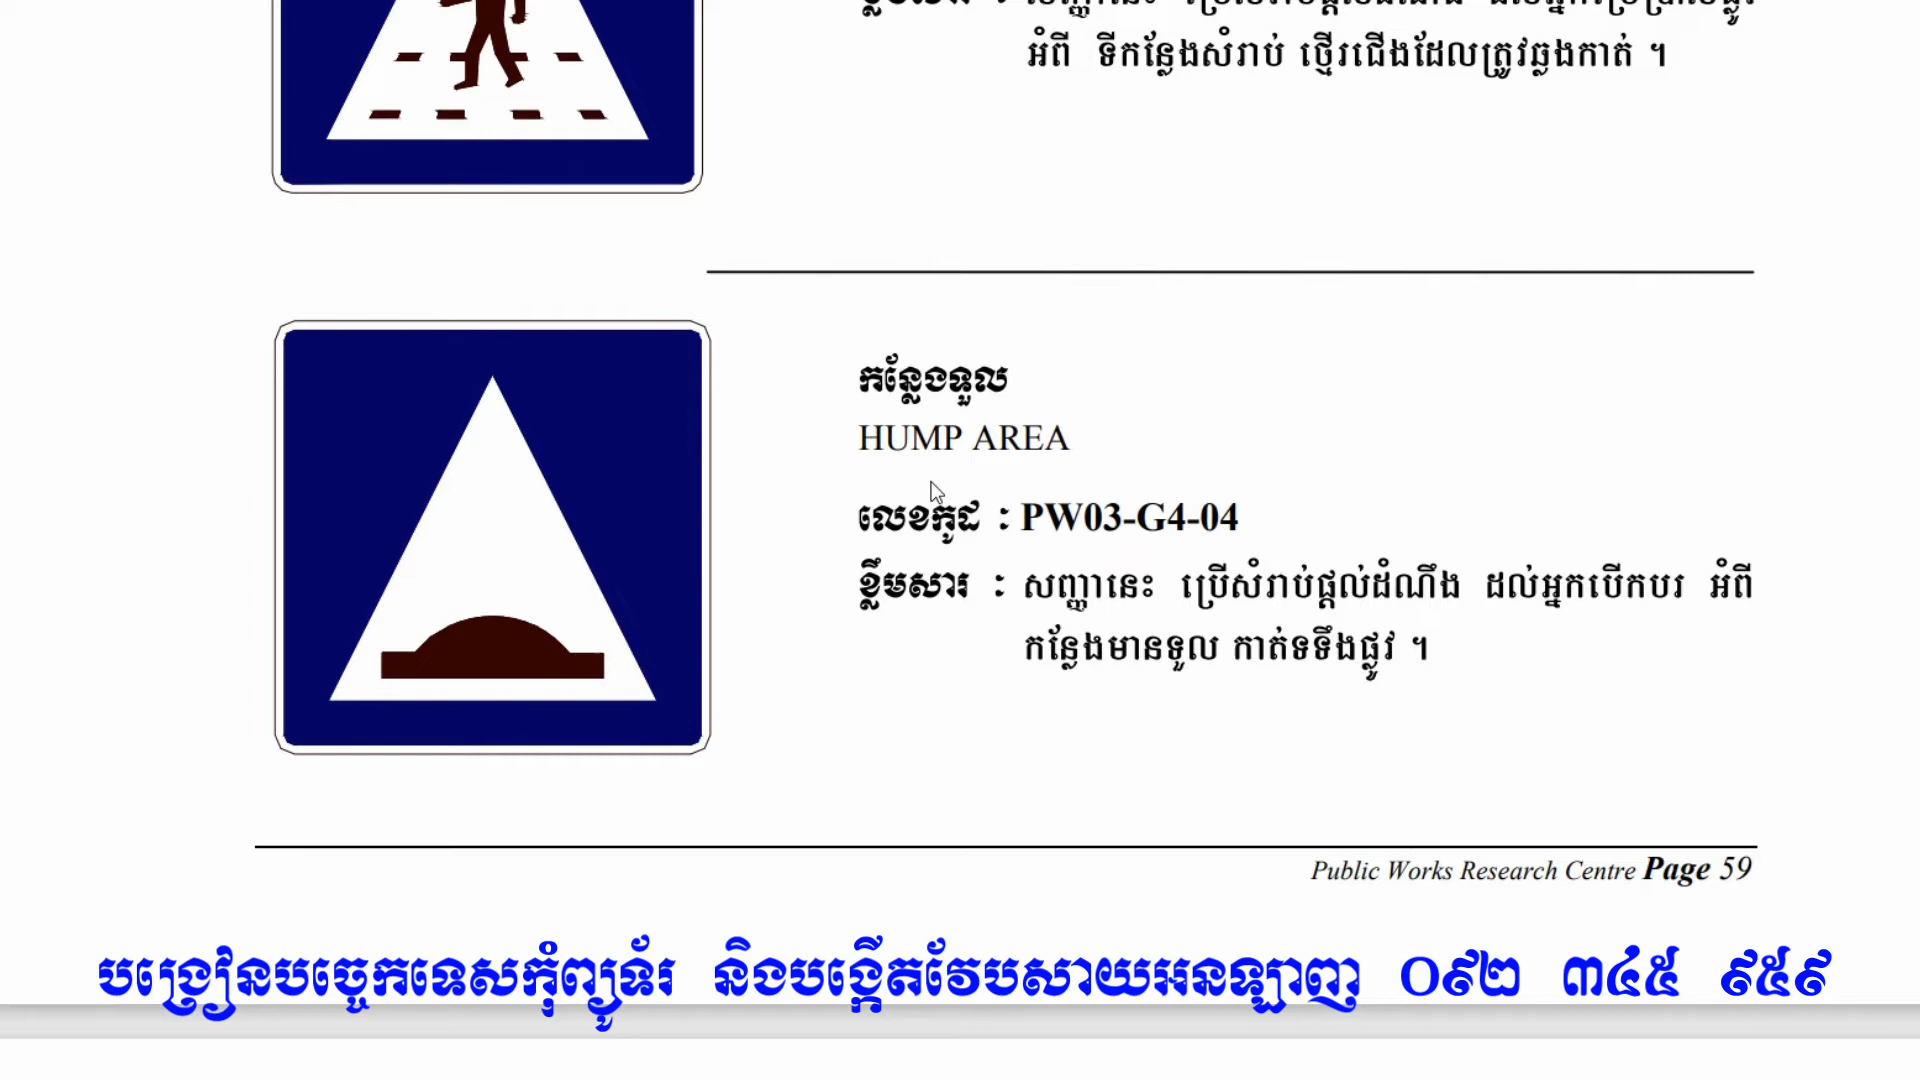 អំពី ទីកន្លែងសំរាប់ ថ្មើរជើងដែលត្រូវឆ្លងកាត់ ។
កន្លែងទួល
HUMP AREA
លេខកូដ : PW03-G4-04
ខ្លឹមសារ : សញ្ញានេះ ប្រើសំរាប់ផ្តល់ដំណឹង ដល់អ្នកបើកបរ អំពី
កន្លែងមានទួល កាត់ទទឹងផ្លូវ ។
Public Works Research Centre Page 59
បង្រៀនបច្ចេកទេសកុំព្យូទ័រ និងបង្កើតវែបសាយអនឡាញ ០៩២ ៣៤៥ ៩៥៩